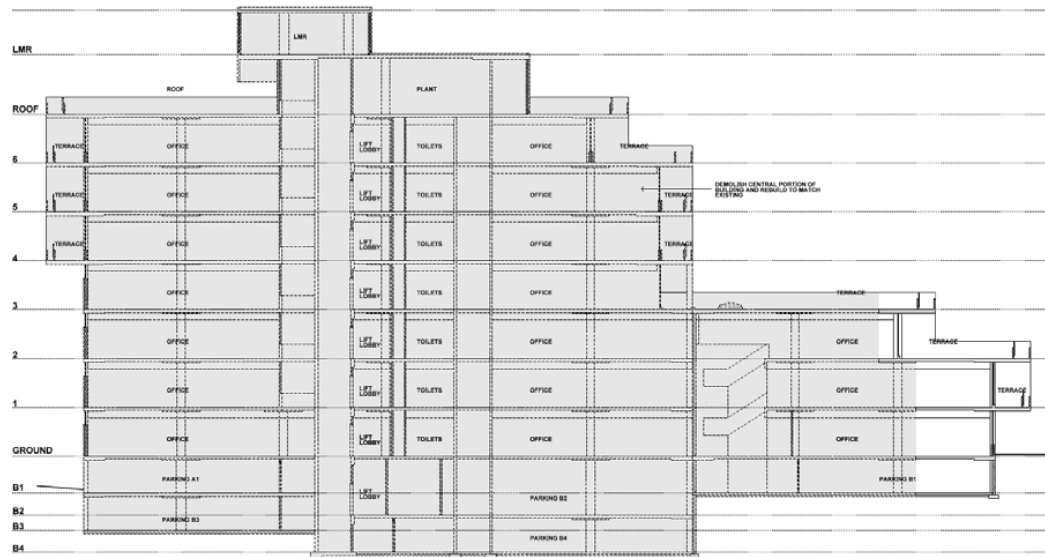 LMR
LMR
ROOF
PLANT
ROOF
TERRACE
OFFICE
LIFT
LOBBY
TOILETS
OFFICE
TERRACE
6
DEMOLISH CENTRAL PORTION OF
BUILDING AND REBUILD TO MATCH
EXISTING
TERRACE
OFFICE
LIFT
LOBBY
TOILETS
OFFICE
TERRACE
5
TERRACE
OFFICE
LIFT
LOBBY
TOILETS
OFFICE
TERRACE
4
OFFICE
LIFT
LOBBY
TOILETS
OFFICE
TERRACE
3
OFFICE
LIFT
LOBBY
TOILETS
OFFICE
OFFICE
TERRACE
2
OFFICE
LIFT
LOBBY
TOILETS
OFFICE
OFFICE
TERRACE
1
OFFICE
LIFT
LOBBY
TOILETS
OFFICE
OFFICE
GROUND
PARKING A1
PARKING B1
B1
LIFT
LOBBY
PARKING B2
B2
PARKING B3
B3
PARKING B4
B4